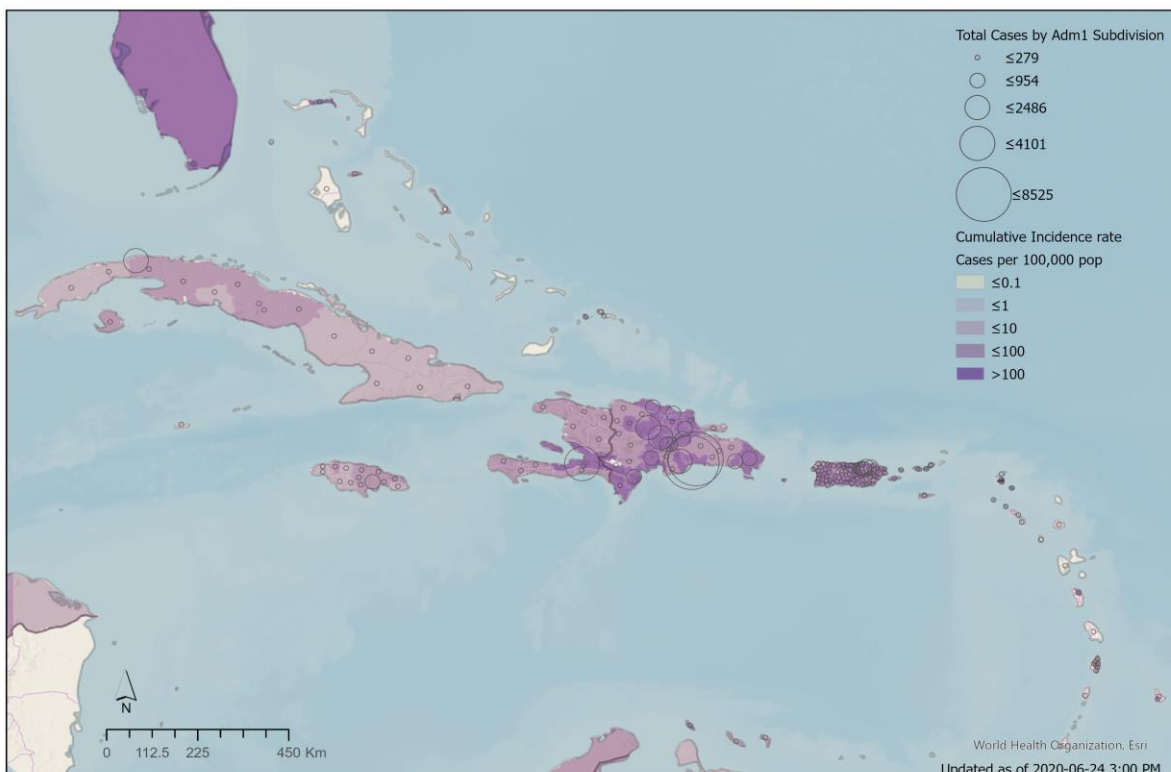 Total Cases by Adm1 Subdivision
≤279
≤954
≤2486
≤4101
≤8525
Cumulative Incidence rate
Cases per 100,000 pop
≤0.1
≤1
≤10
≤100
>100
N
0 112.5 225 450 Km
World Health Organization, Esri
Updated as of 2020-06-24 3:00 PM